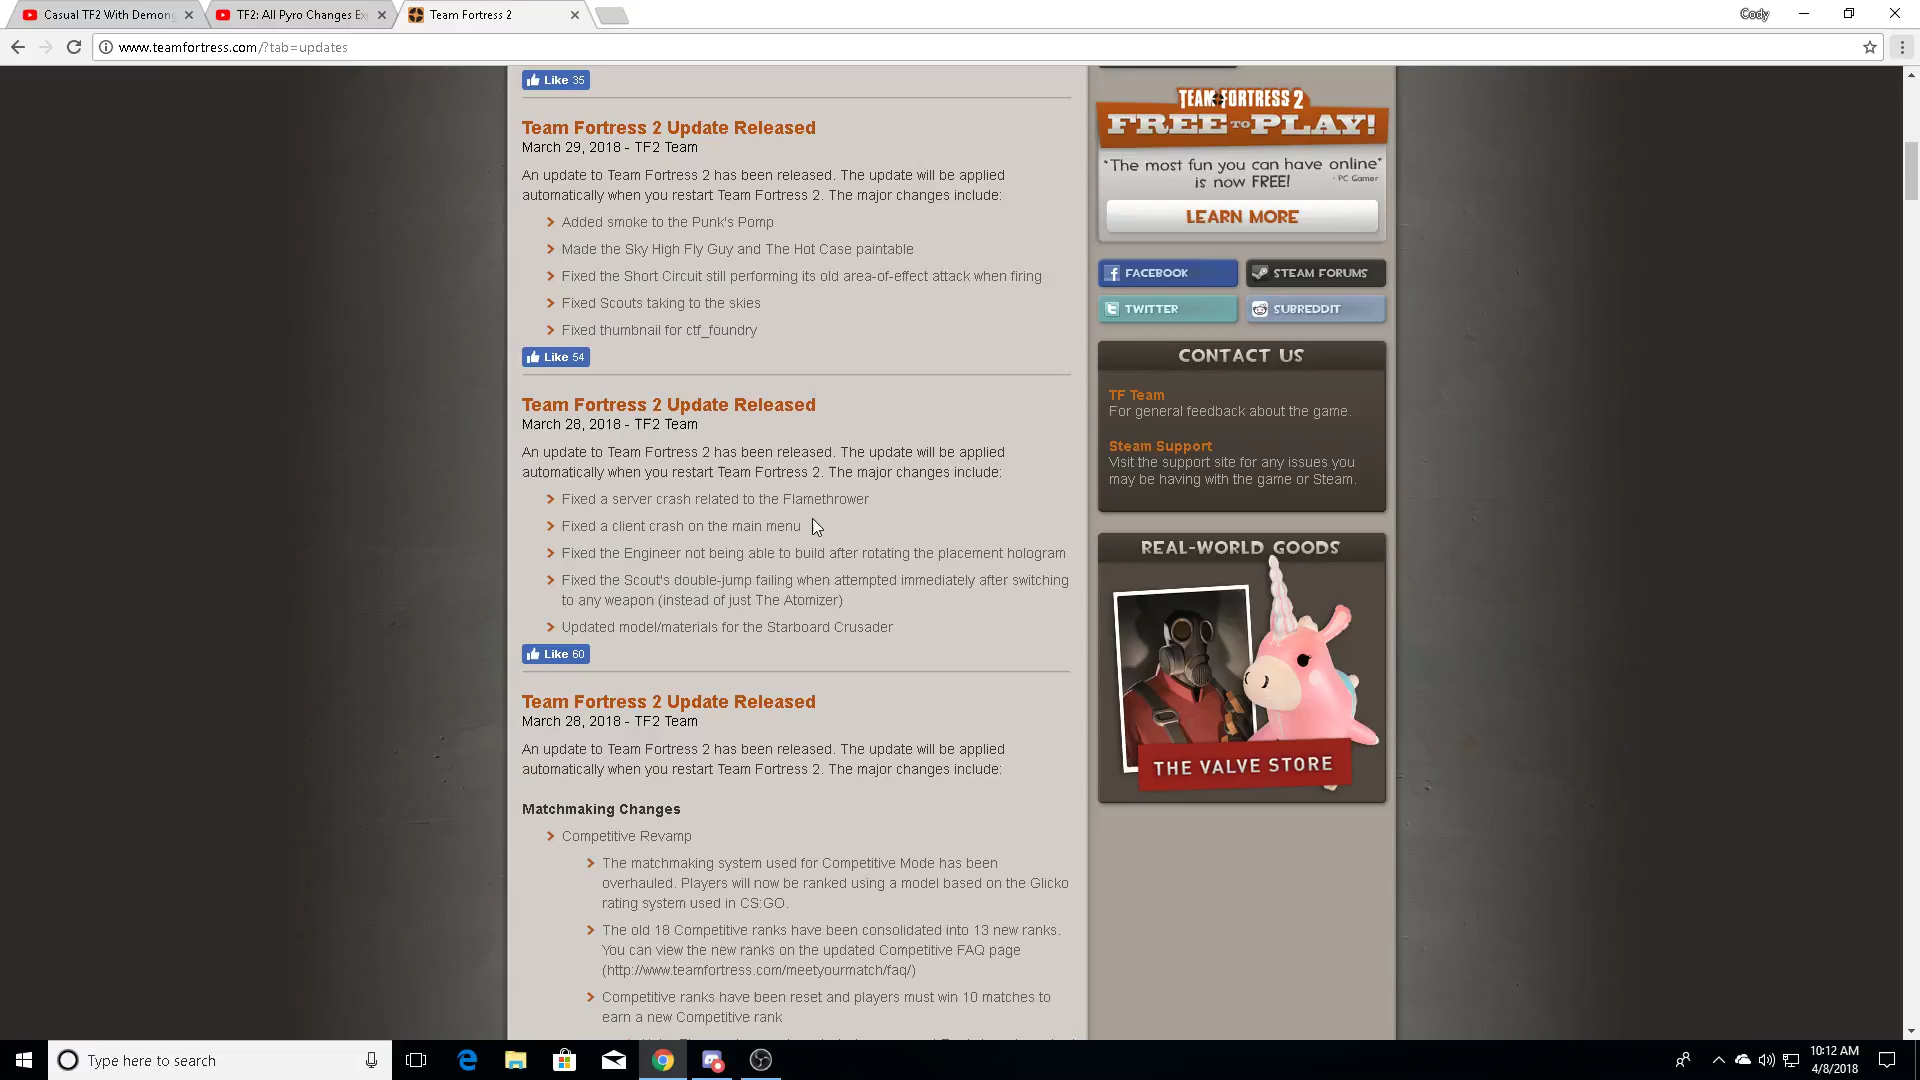 Casual TF2 With Demong
TF2: All Pyro Changes Ex
Team Fortress 2
Cody
www.teamfortress.com/?tab=updates
Like 35
Team Fortress 2 Update Released
March 29, 2018 - TF2 Team
An update to Team Fortress 2 has been released. The update will be applied
automatically when you restart Team Fortress 2. The major changes include:
Added smoke to the Punk's Pomp
Made the Sky High Fly Guy and The Hot Case paintable
Fixed the Short Circuit still performing its old area-of-effect attack when firing
Fixed Scouts taking to the skies
Fixed thumbnail for ctf_foundry
Like 54
Team Fortress 2 Update Released
March 28, 2018 - TF2 Team
An update to Team Fortress 2 has been released. The update will be applied
automatically when you restart Team Fortress 2. The major changes include:
Fixed a server crash related to the Flamethrower
Fixed a client crash on the main menu
Fixed the Engineer not being able to build after rotating the placement hologram
Fixed the Scout's double-jump failing when attempted immediately after switching
to any weapon (instead of just The Atomizer)
Updated model/materials for the Starboard Crusader
Like 60
Team Fortress 2 Update Released
March 28, 2018 - TF2 Team
An update to Team Fortress 2 has been released. The update will be applied
automatically when you restart Team Fortress 2. The major changes include:
Matchmaking Changes
Competitive Revamp
The matchmaking system used for Competitive Mode has been
overhauled. Players will now be ranked using a model based on the Glicko
rating system used in CS:GO.
The old 18 Competitive ranks have been consolidated into 13 new ranks.
You can view the new ranks on the updated Competitive FAQ page
(http://www.teamfortress.com/meetyourmatch/faq/)
Competitive ranks have been reset and players must win 10 matches to
earn a new Competitive rank
TEAM FORTRESS 2
FREE TO PLAY!
"The most fun you can have online"
is now FREE! - PC Gamer
LEARN MORE
FACEBOOK
STEAM FORUMS
TWITTER
SUBREDDIT
CONTACT US
TF Team
For general feedback about the game.
Steam Support
Visit the support site for any issues you
may be having with the game or Steam.
REAL-WORLD GOODS
THE VALVE STORE
Type here to search
10:12 AM
4/8/2018